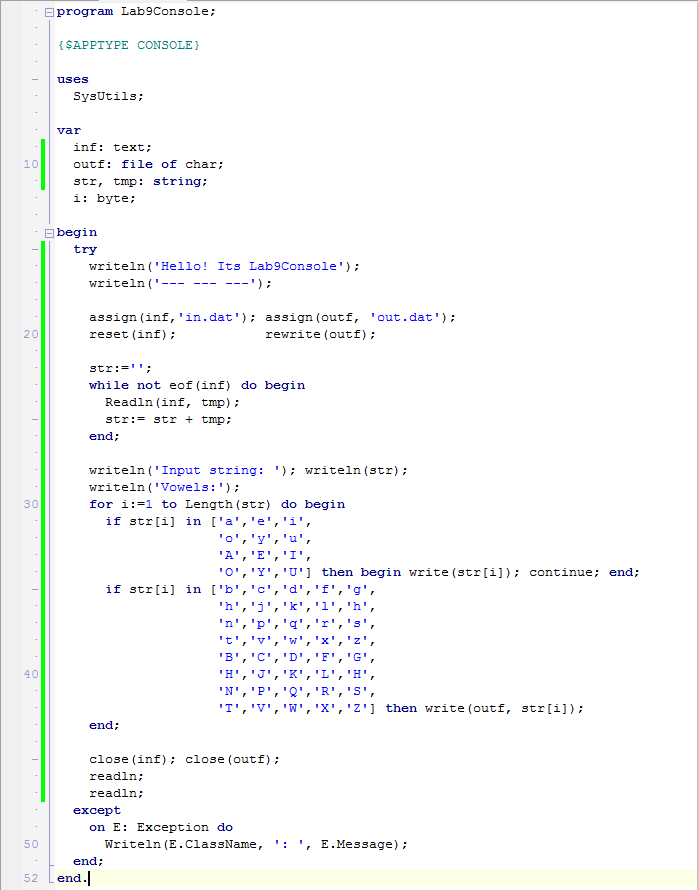 program Lab9Console;
{$APPTYPE CONSOLE}
uses
SysUtils;
var
inf: text;
10 outf: file of char;
str, tmp: string;
i: byte;
begin
try
writeln('Hello! Its Lab9Console');
writeln('--- --- ---');
assign(inf,'in.dat'); assign(outf, 'out.dat');
20 reset(inf); rewrite(outf);
str:='';
while not eof(inf) do begin
Readln(inf, tmp);
str:= str + tmp;
end;
writeln('Input string: '); writeln(str);
writeln('Vowels:');
30 for i:=1 to Length(str) do begin
if str[i] in ['a','e','i',
'o','y','u',
'A','E','I',
'O','Y','U'] then begin write(str[i]); continue; end;
if str[i] in ['b','c','d','f','g',
'h','j','k','l','h',
'n','p','q','r','s',
't','v','w','x','z',
'B','C','D','F','G',
40 'H','J','K','L','H',
'N','P','Q','R','S',
'T','V','W','X','Z'] then write(outf, str[i]);
end;
close(inf); close(outf);
readln;
readln;
except
on E: Exception do
50 Writeln(E.ClassName, ': ', E.Message);
end;
52 end.